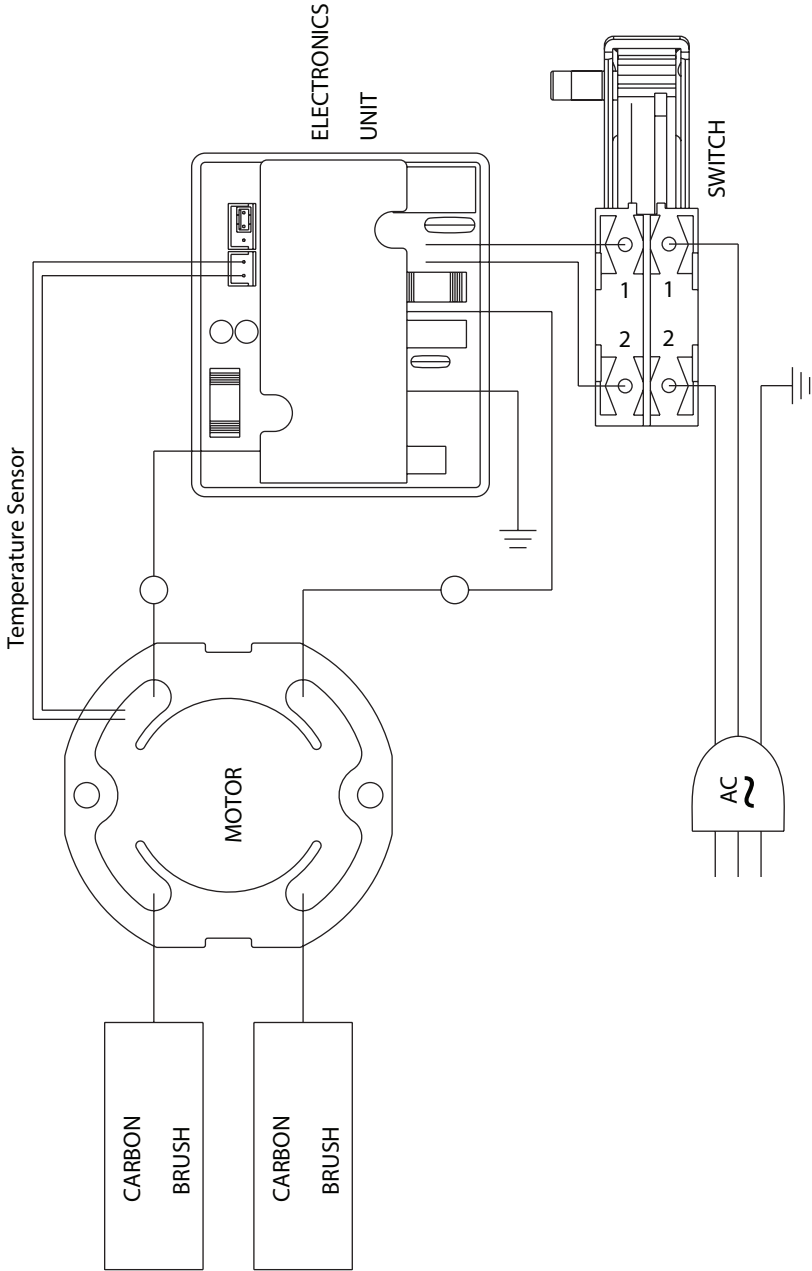 Temperature Sensor
ELECTRONICS
UNIT
SWITCH
1
1
2
2
MOTOR
AC
~
CARBON
BRUSH
CARBON
BRUSH